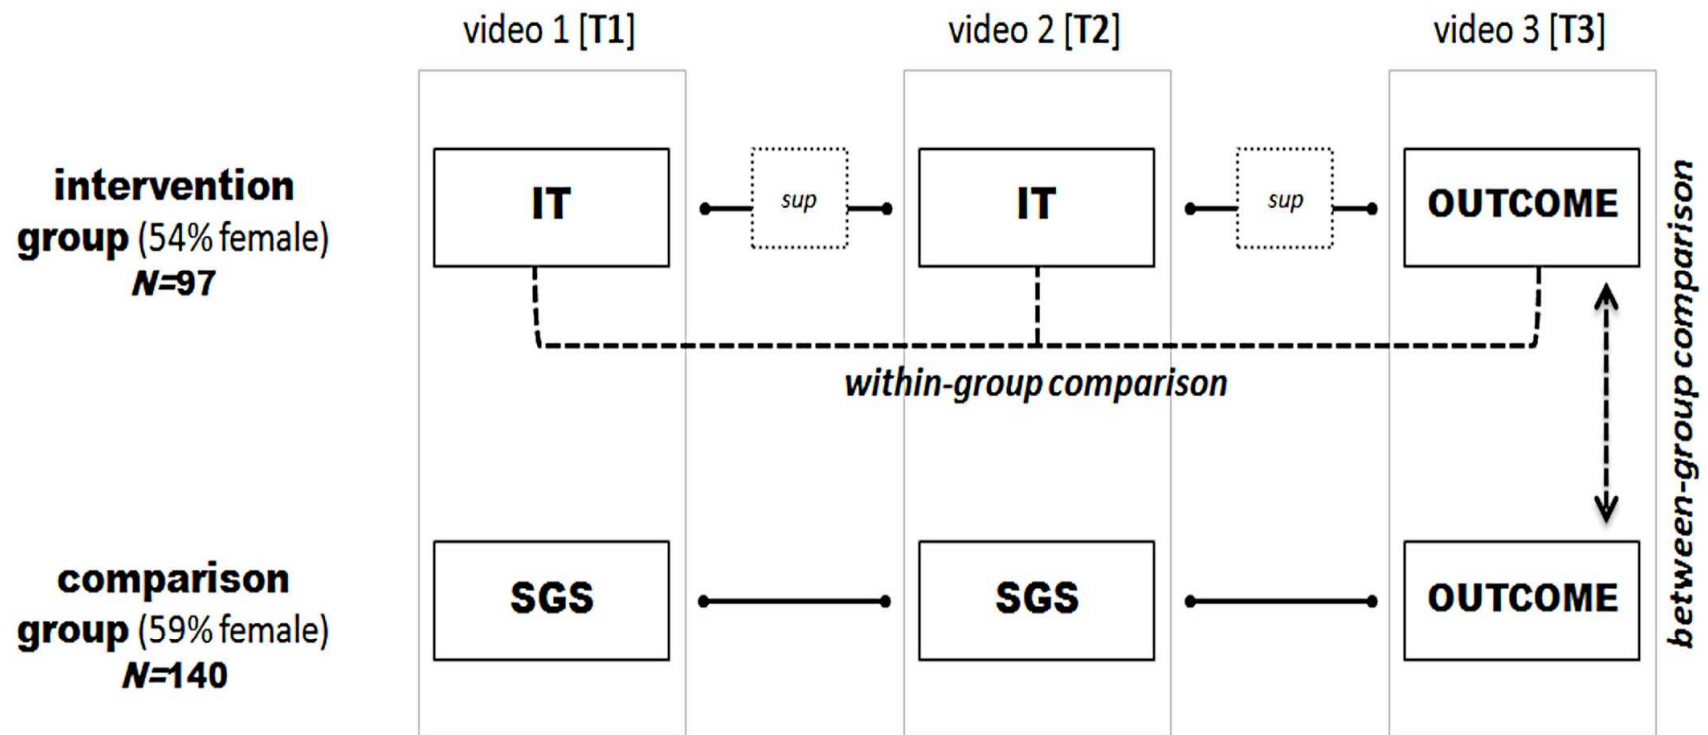 video 1 [T1]
video 2 [T2]
video 3 [T3]
intervention
group (54% female)
N=97
IT
sup
IT
sup
OUTCOME
within-group comparison
between-group comparison
comparison
group (59% female)
N=140
SGS
SGS
OUTCOME